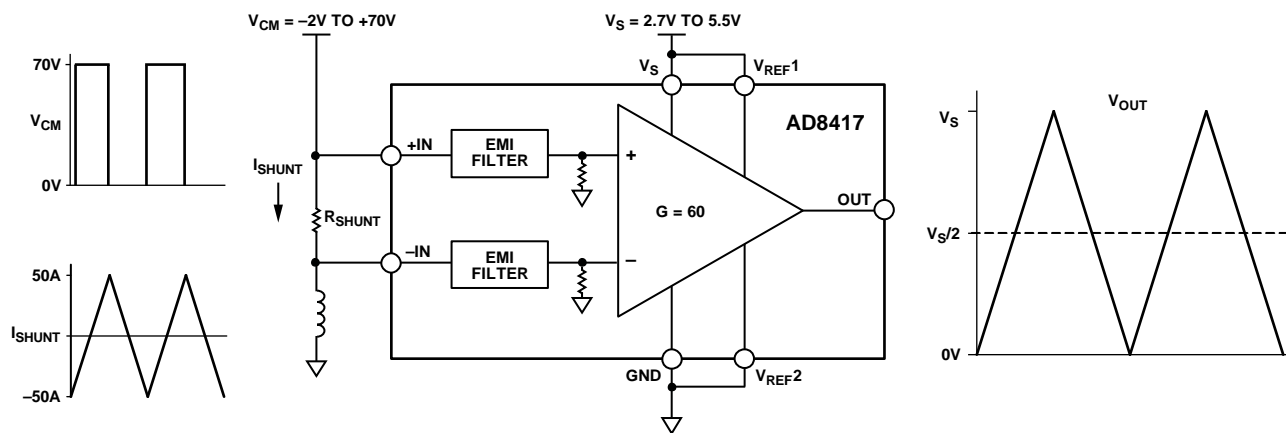 V_CM = –2V TO +70V
V_S = 2.7V TO 5.5V
70V
V_CM
0V
V_S
V_REF1
AD8417
+IN
EMI
FILTER
I_SHUNT
R_SHUNT
+
G = 60
OUT
–IN
EMI
FILTER
–
50A
I_SHUNT
–50A
GND
V_REF2
V_OUT
V_S
V_S/2
0V